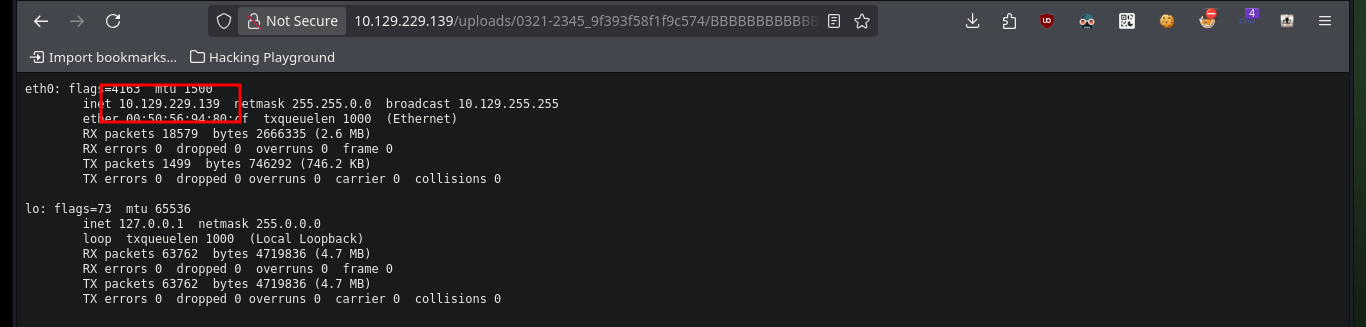 Not Secure 10.129.229.139/uploads/0321-2345_9f393f58f1f9c574/BBBBBBBBBBBB
UD
4
Import bookmarks... Hacking Playground
eth0: flags=4163 mtu 1500
inet 10.129.229.139 netmask 255.255.0.0 broadcast 10.129.255.255
ether 00:50:56:94:80:cf txqueuelen 1000 (Ethernet)
RX packets 18579 bytes 2666335 (2.6 MB)
RX errors 0 dropped 0 overruns 0 frame 0
TX packets 1499 bytes 746292 (746.2 KB)
TX errors 0 dropped 0 overruns 0 carrier 0 collisions 0
lo: flags=73 mtu 65536
inet 127.0.0.1 netmask 255.0.0.0
loop txqueuelen 1000 (Local Loopback)
RX packets 63762 bytes 4719836 (4.7 MB)
RX errors 0 dropped 0 overruns 0 frame 0
TX packets 63762 bytes 4719836 (4.7 MB)
TX errors 0 dropped 0 overruns 0 carrier 0 collisions 0